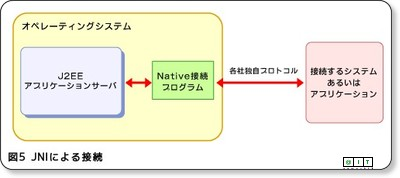 オペレーティングシステム
J2EE
アプリケーションサーバ
Native接続
プログラム
各社独自プロトコル
接続するシステム
あるいは
アプリケーション
図5 JNIによる接続
@IT